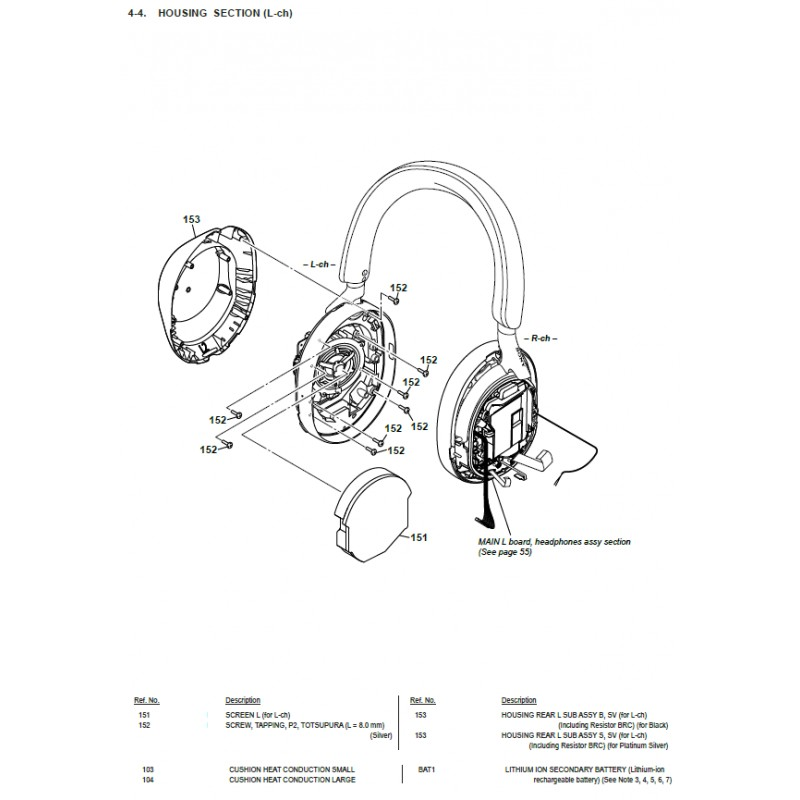 4-4. HOUSING SECTION (L-ch)
153
– L-ch –
152
– R-ch –
152
152
152
152
152
152
152
151
MAIN L board, headphones assy section
(See page 55)
Ref. No. Description
151 SCREEN L (for L-ch)
152 SCREW, TAPPING, P2, TOTSUPURA (L = 8.0 mm)
(Silver)
103 CUSHION HEAT CONDUCTION SMALL
104 CUSHION HEAT CONDUCTION LARGE
Ref. No. Description
153 HOUSING REAR L SUB ASSY B, SV (for L-ch)
(Including Resistor BRC) (for Black)
153 HOUSING REAR L SUB ASSY S, SV (for L-ch)
(Including Resistor BRC) (for Platinum Silver)
BAT1 LITHIUM ION SECONDARY BATTERY (Lithium-ion
rechargeable battery) (See Note 3, 4, 5, 6, 7)